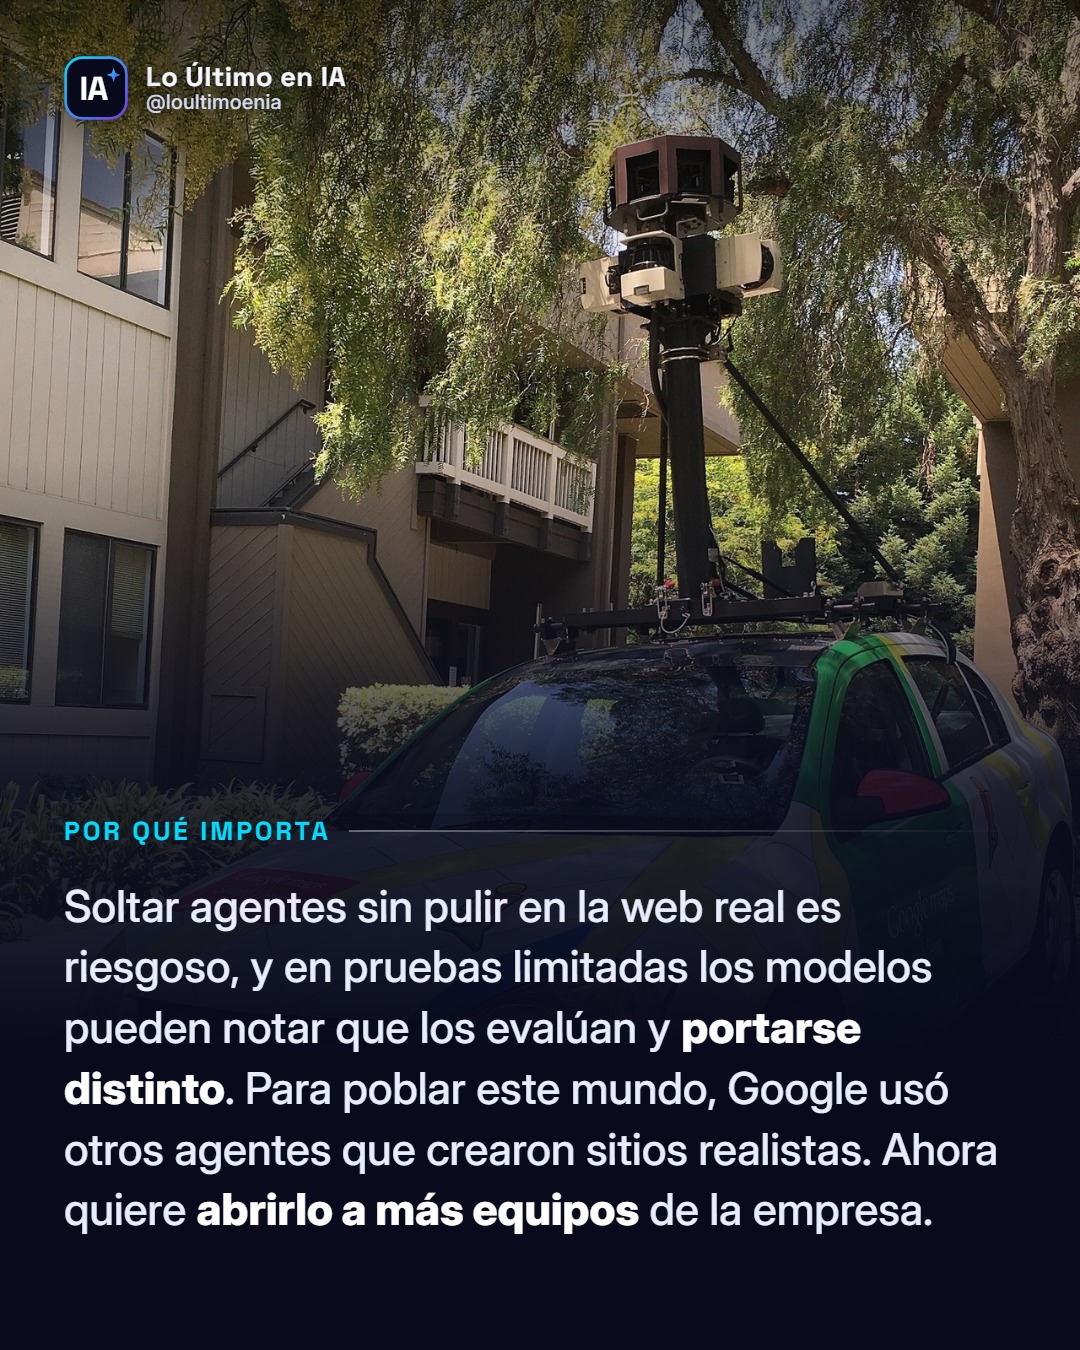 IA
Lo Último en IA
@loultimoenia
POR QUÉ IMPORTA
Soltar agentes sin pulir en la web real es
riesgoso, y en pruebas limitadas los modelos
pueden notar que los evalúan y portarse
distinto. Para poblar este mundo, Google usó
otros agentes que crearon sitios realistas. Ahora
quiere abrirlo a más equipos de la empresa.